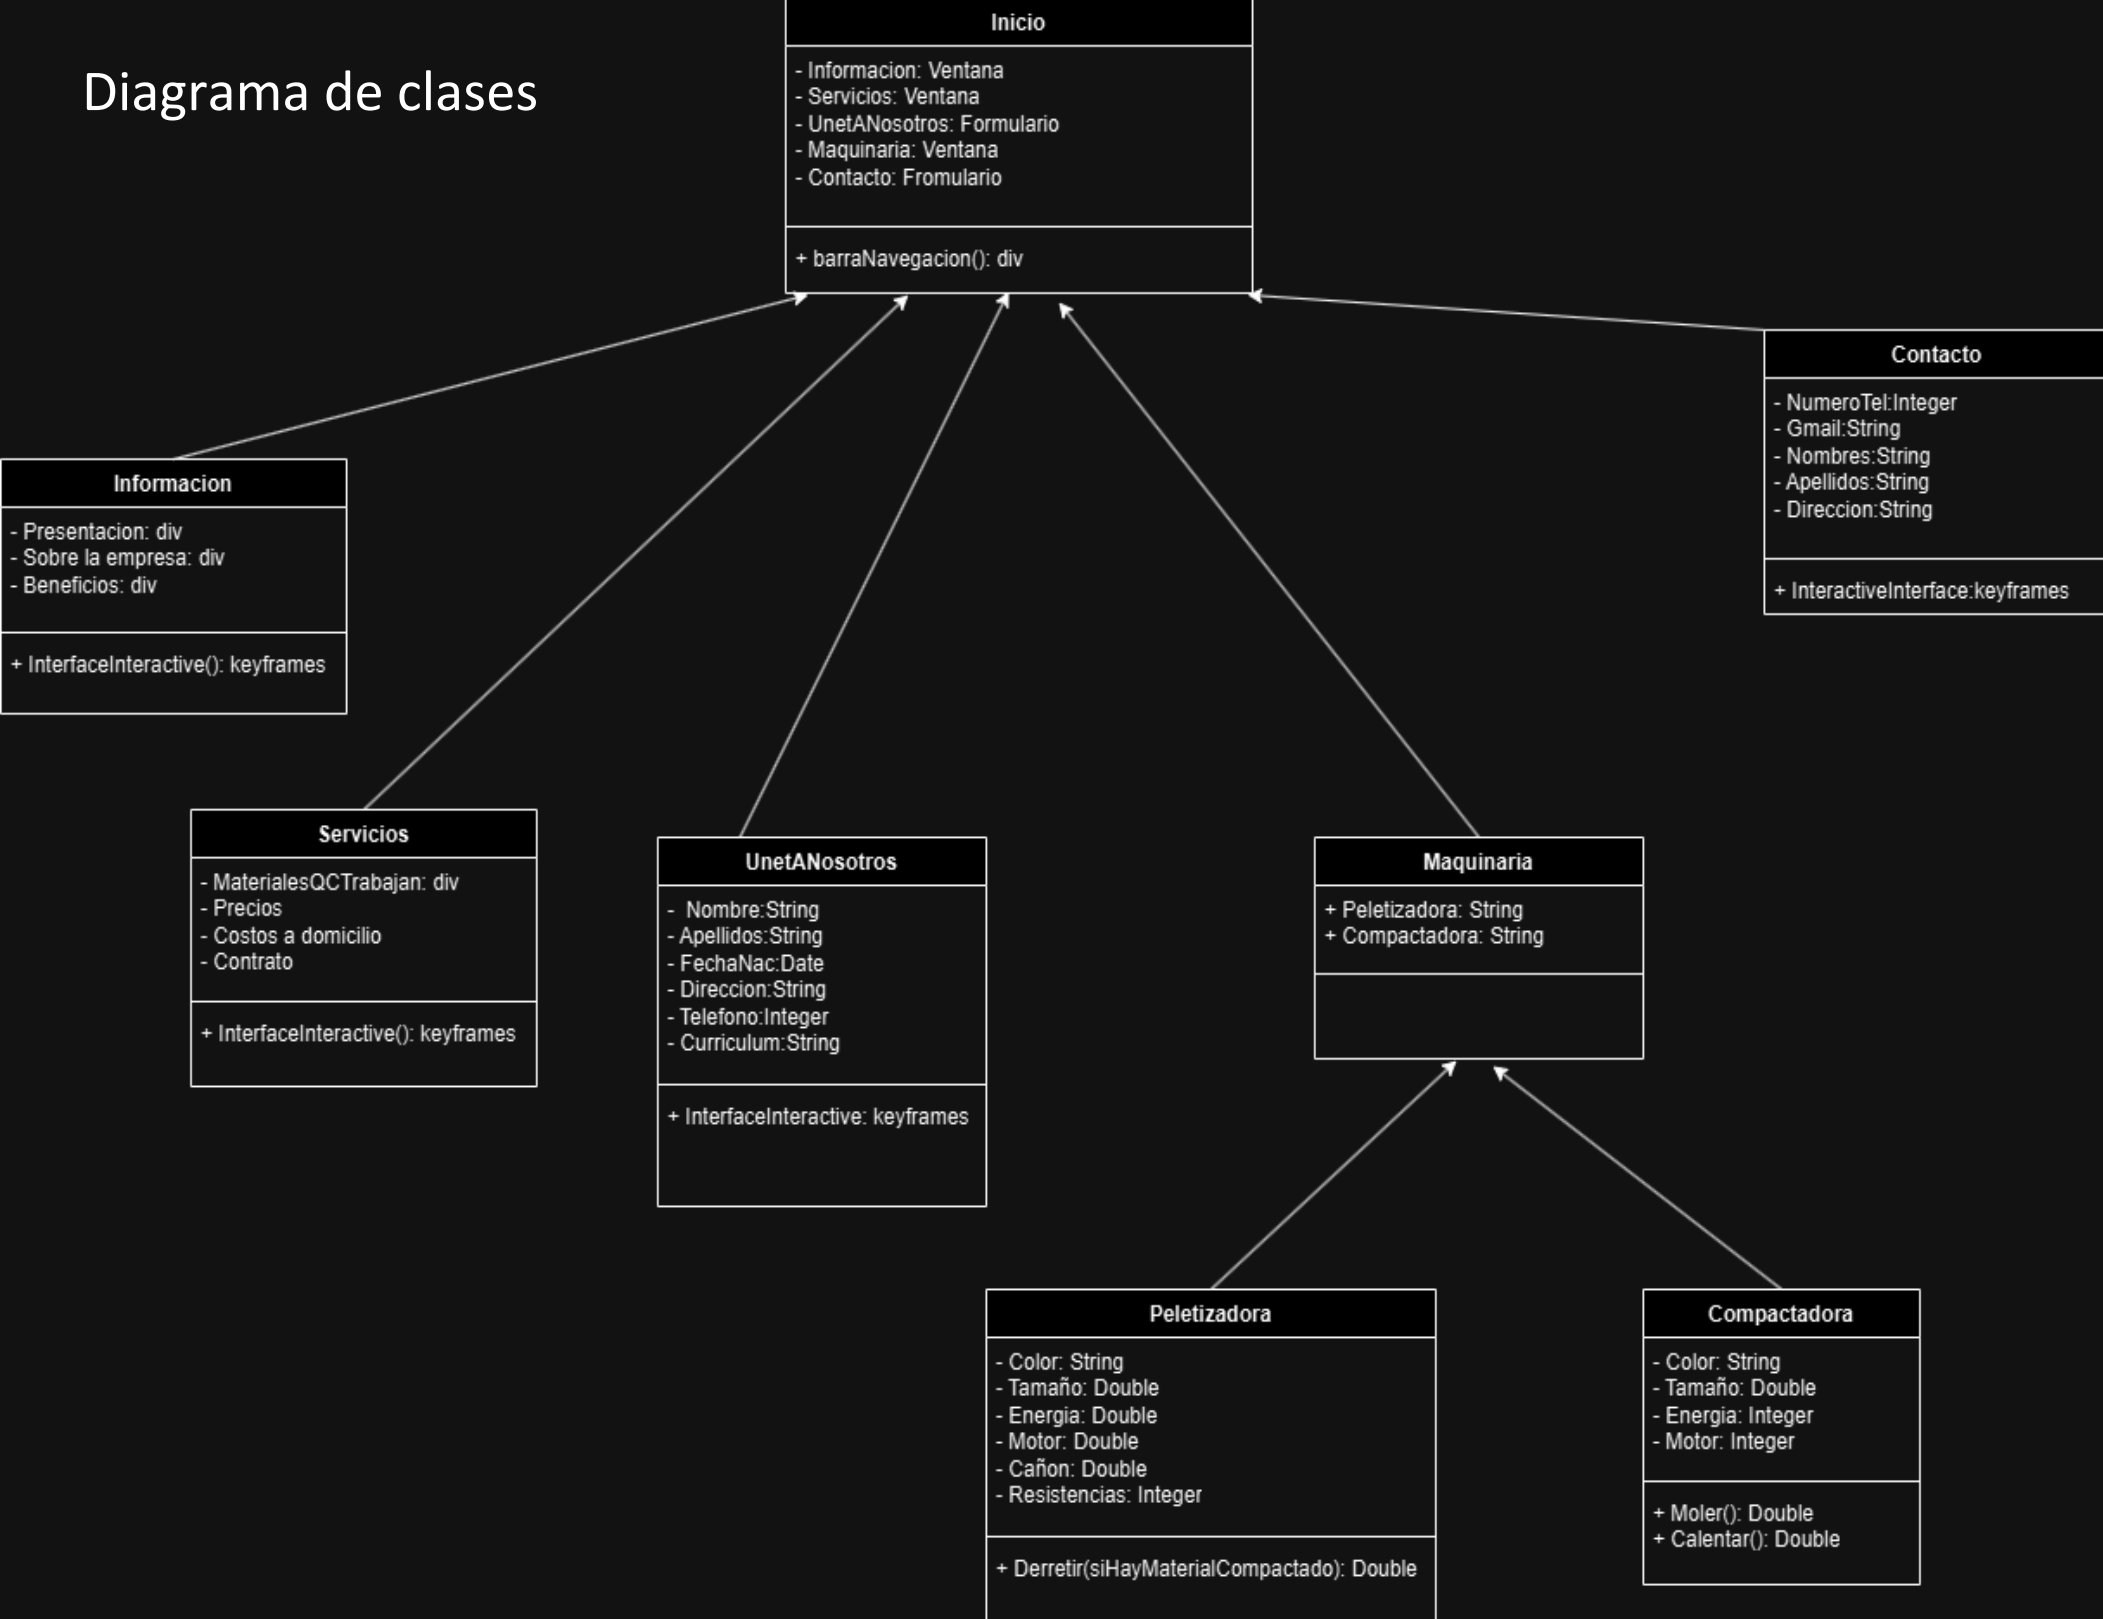 Diagrama de clases
Inicio
- Informacion: Ventana
- Servicios: Ventana
- UnetANosotros: Formulario
- Maquinaria: Ventana
- Contacto: Fromulario
+ barraNavegacion(): div
Contacto
- NumeroTel:Integer
- Gmail:String
- Nombres:String
- Apellidos:String
- Direccion:String
+ InteractiveInterface:keyframes
Informacion
- Presentacion: div
- Sobre la empresa: div
- Beneficios: div
+ InterfaceInteractive(): keyframes
Servicios
- MaterialesQCTrabajan: div
- Precios
- Costos a domicilio
- Contrato
+ InterfaceInteractive(): keyframes
UnetANosotros
- Nombre:String
- Apellidos:String
- FechaNac:Date
- Direccion:String
- Telefono:Integer
- Curriculum:String
+ InterfaceInteractive: keyframes
Maquinaria
+ Peletizadora: String
+ Compactadora: String
Peletizadora
- Color: String
- Tamaño: Double
- Energia: Double
- Motor: Double
- Cañon: Double
- Resistencias: Integer
+ Derretir(siHayMaterialCompactado): Double
Compactadora
- Color: String
- Tamaño: Double
- Energia: Integer
- Motor: Integer
+ Moler(): Double
+ Calentar(): Double